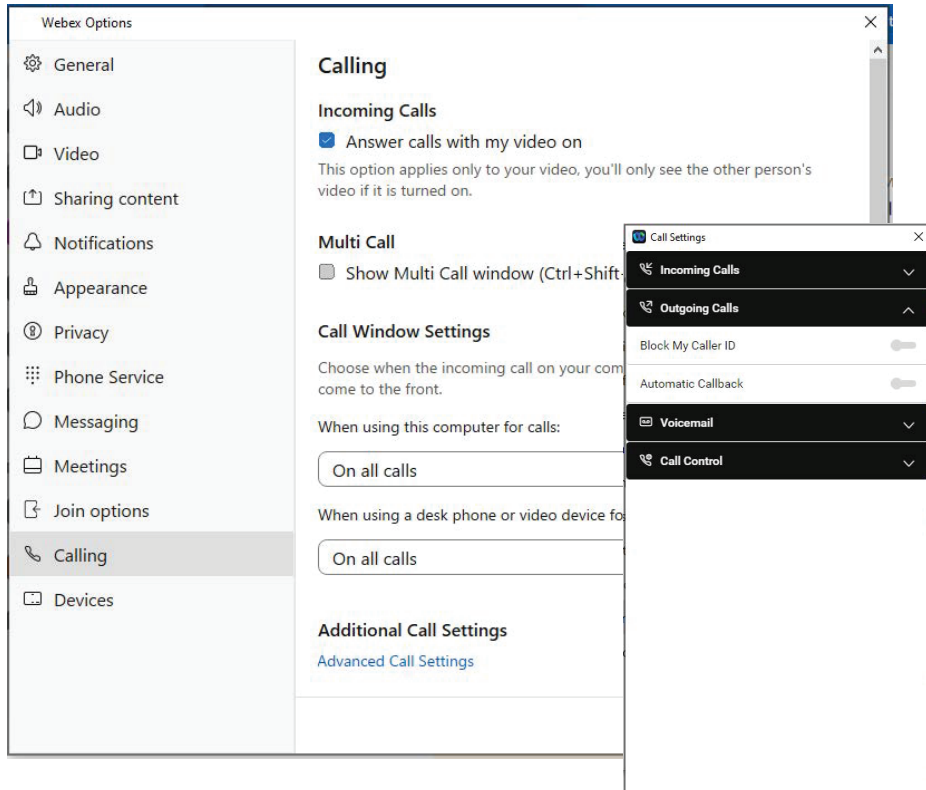 Webex Options
General
Audio
Video
Sharing content
Notifications
Appearance
Privacy
Phone Service
Messaging
Meetings
Join options
Calling
Devices
Calling
Incoming Calls
Answer calls with my video on
This option applies only to your video, you'll only see the other person's
video if it is turned on.
Multi Call
Show Multi Call window (Ctrl+Shift-
Call Window Settings
Choose when the incoming call on your com
come to the front.
When using this computer for calls:
On all calls
When using a desk phone or video device fo
On all calls
Additional Call Settings
Advanced Call Settings
Call Settings
Incoming Calls
Outgoing Calls
Block My Caller ID
Automatic Callback
Voicemail
Call Control